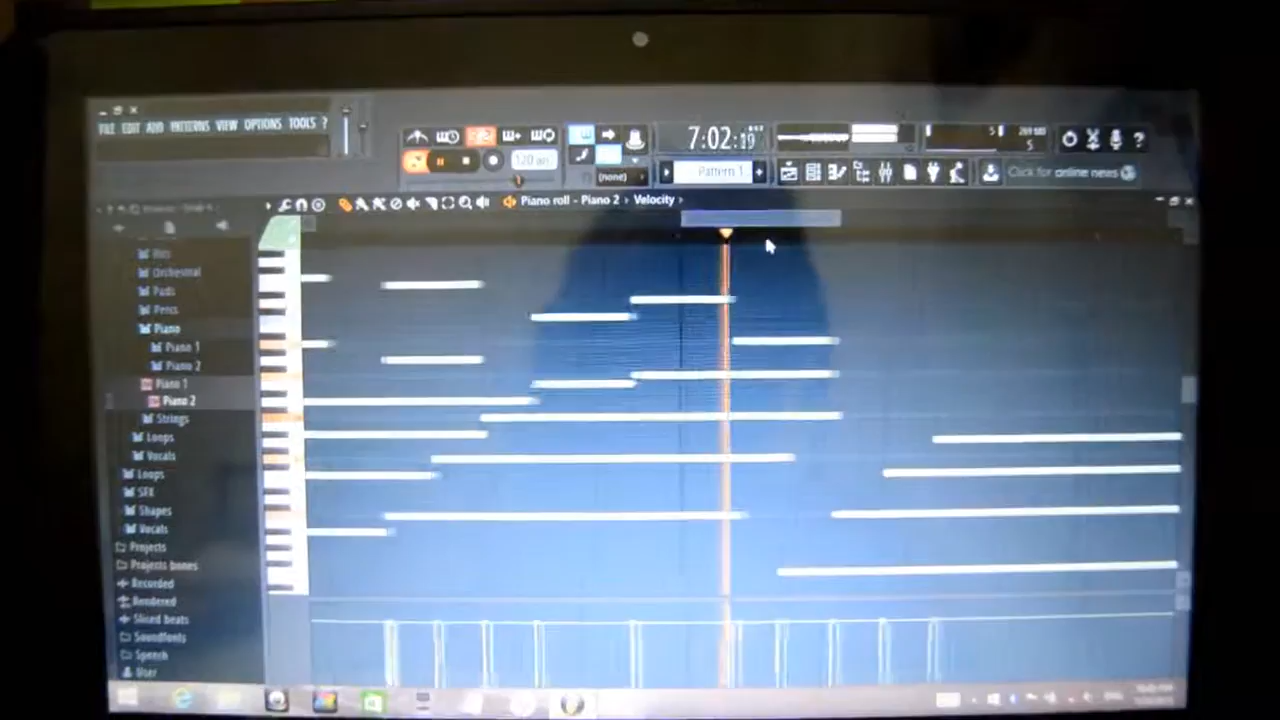 FILE EDIT ADD PATTERNS VIEW OPTIONS TOOLS ?
7:02:19
120
(none)
Pattern 1
Click for online news
Piano roll - Piano 2 › Velocity ›
Orchestral
Pads
Percs
Piano
Piano 1
Piano 2
Piano 1
Piano 2
Strings
Loops
Vocals
Loops
SFX
Shapes
Vocals
Projects
Projects bones
Recorded
Rendered
Sliced beats
Soundfonts
Speech
User